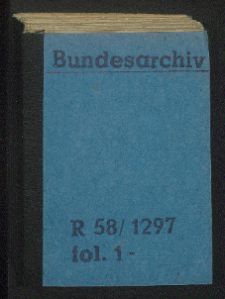 Bundesarchiv
R 58/1297
fol. 1-